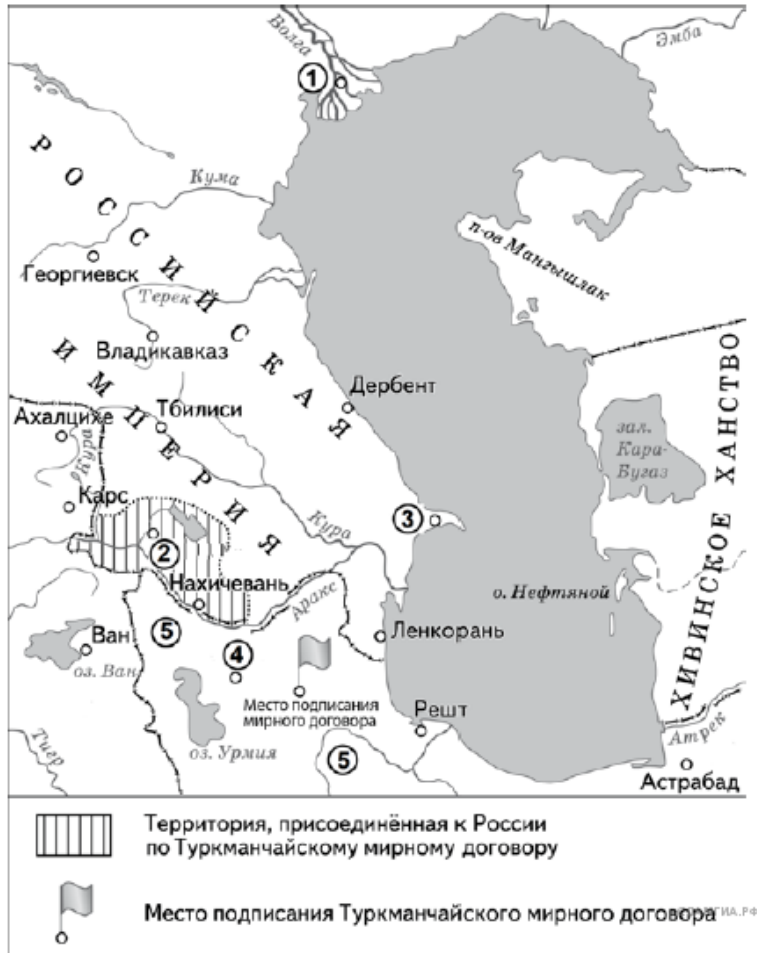 Волга
Эмба
1
РОССИЙСКАЯ
ИМПЕРИЯ
Кума
п-ов Мангышлак
Георгиевск
Терек
Владикавказ
Дербент
Ахалцихе
Тбилиси
Кура
зал.
Кара-
Бугаз
ХИВИНСКОЕ ХАНСТВО
Карс
Кура
3
2
Нахичевань
Аракс
о. Нефтяной
5
Ван
4
Ленкорань
оз. Ван
Место подписания
мирного договора
Решт
Тигр
оз. Урмия
5
Атрек
Астрабад
Территория, присоединённая к России
по Туркманчайскому мирному договору
Место подписания Туркманчайского мирного договора